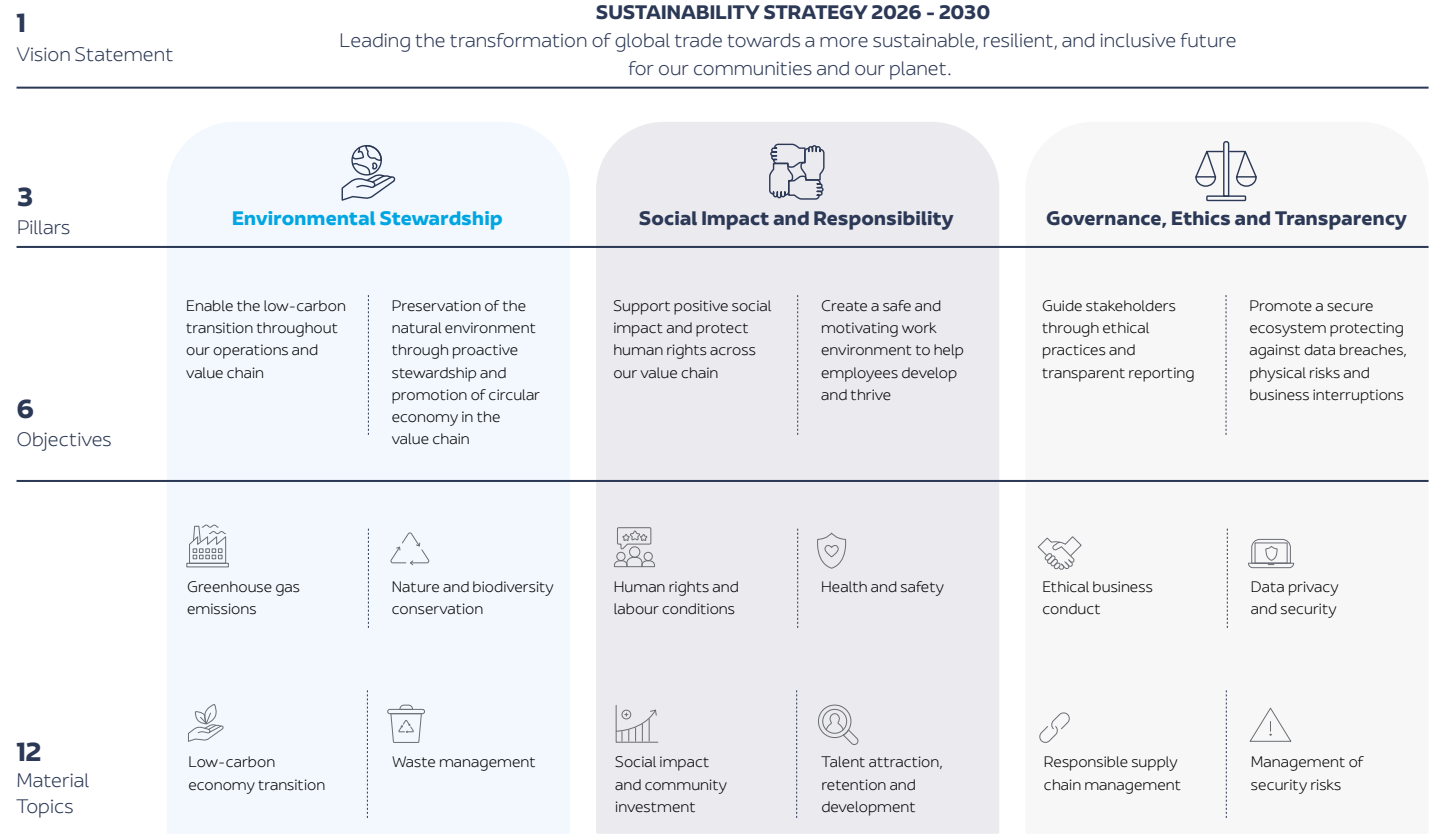 SUSTAINABILITY STRATEGY 2026 - 2030
1
Vision Statement
Leading the transformation of global trade towards a more sustainable, resilient, and inclusive future
for our communities and our planet.
3
Pillars
Environmental Stewardship
Social Impact and Responsibility
Governance, Ethics and Transparency
6
Objectives
Enable the low-carbon
transition throughout
our operations and
value chain
Preservation of the
natural environment
through proactive
stewardship and
promotion of circular
economy in the
value chain
Support positive social
impact and protect
human rights across
our value chain
Create a safe and
motivating work
environment to help
employees develop
and thrive
Guide stakeholders
through ethical
practices and
transparent reporting
Promote a secure
ecosystem protecting
against data breaches,
physical risks and
business interruptions
12
Material
Topics
Greenhouse gas
emissions
Nature and biodiversity
conservation
Human rights and
labour conditions
Health and safety
Ethical business
conduct
Data privacy
and security
Low-carbon
economy transition
Waste management
Social impact
and community
investment
Talent attraction,
retention and
development
Responsible supply
chain management
Management of
security risks